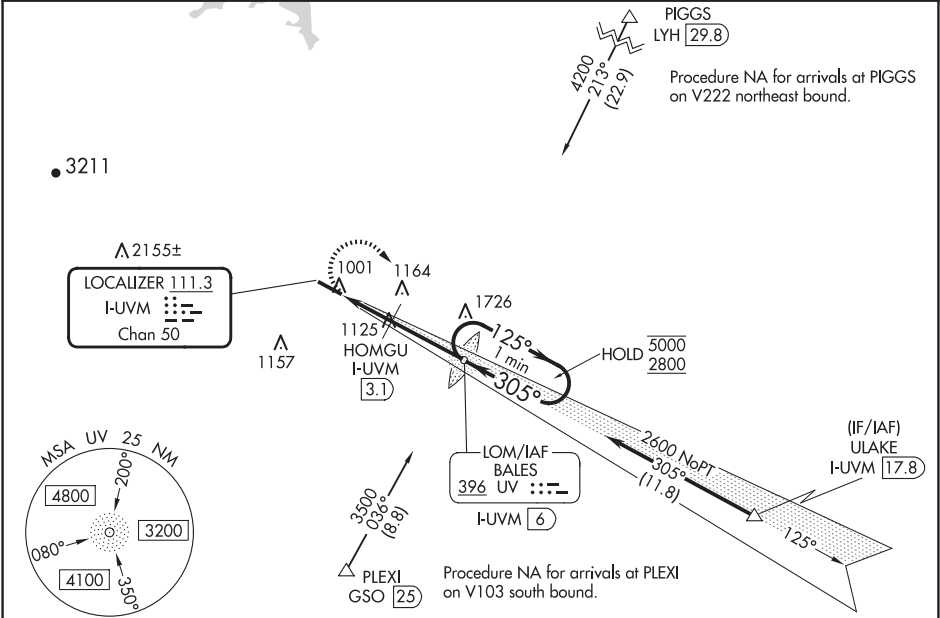 PIGGS
LYH 29.8
4200
213°
(22.9)
Procedure NA for arrivals at PIGGS
on V222 northeast bound.
3211
2155±
LOCALIZER 111.3
I-UVM
Chan 50
1001
1164
1726
1125
HOMGU
I-UVM
3.1
1157
125°
1 min
305°
HOLD 5000
2800
LOM/IAF
BALES
396 UV
I-UVM 6
2600 NoPT
305°
(11.8)
(IF/IAF)
ULAKE
I-UVM 17.8
125°
MSA UV 25 NM
200°
4800
3200
080°
4100
350°
3500
036°
(8.8)
PLEXI
GSO 25
Procedure NA for arrivals at PLEXI
on V103 south bound.